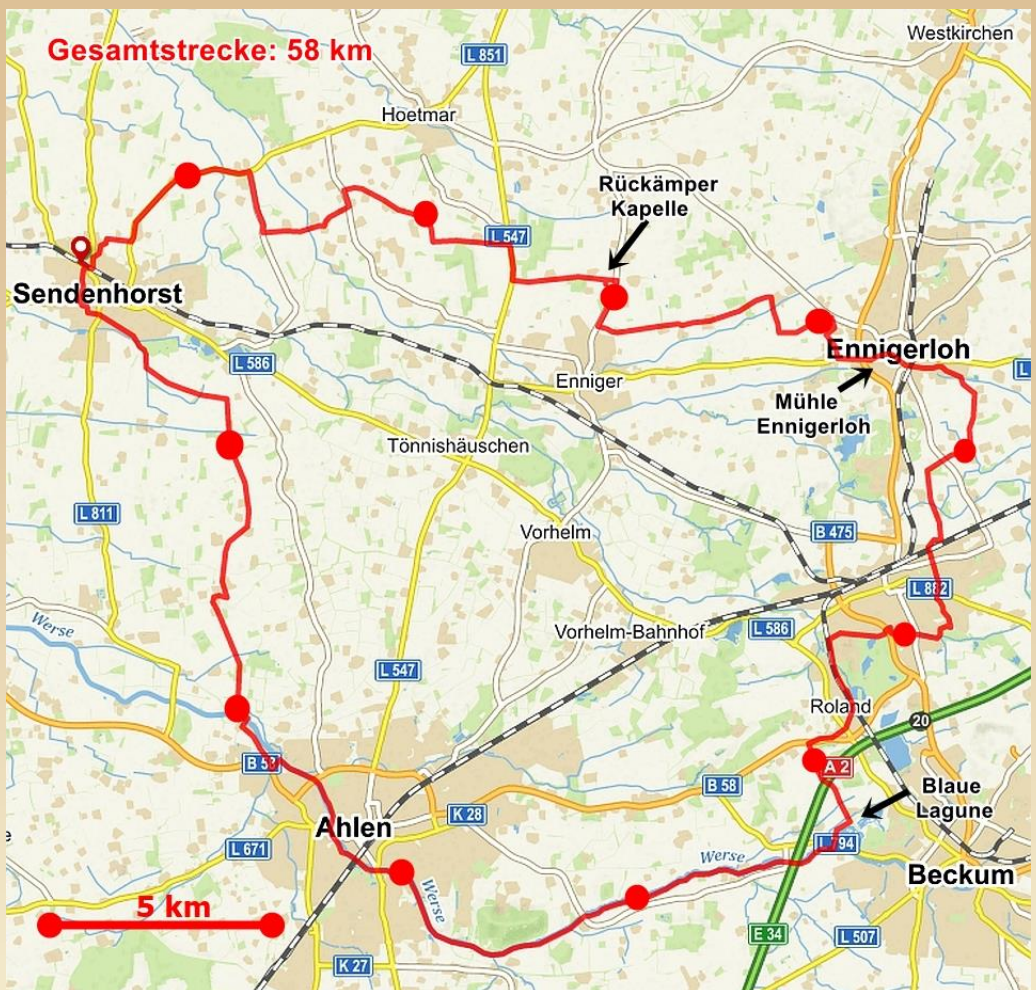 Gesamtstrecke: 58 km
L 851
Westkirchen
Hoetmar
Rückämper
Kapelle
L 547
Sendenhorst
L 586
Ennigerloh
Enniger
Mühle
Ennigerloh
Tönnishäuschen
L 811
Vorhelm
B 475
L 882
Werse
Vorhelm-Bahnhof
L 586
L 547
Roland
20
B 58
A 2
B 58
Blaue
Lagune
K 28
Ahlen
L 671
L 794
Werse
Beckum
Werse
5 km
E 34
L 507
K 27